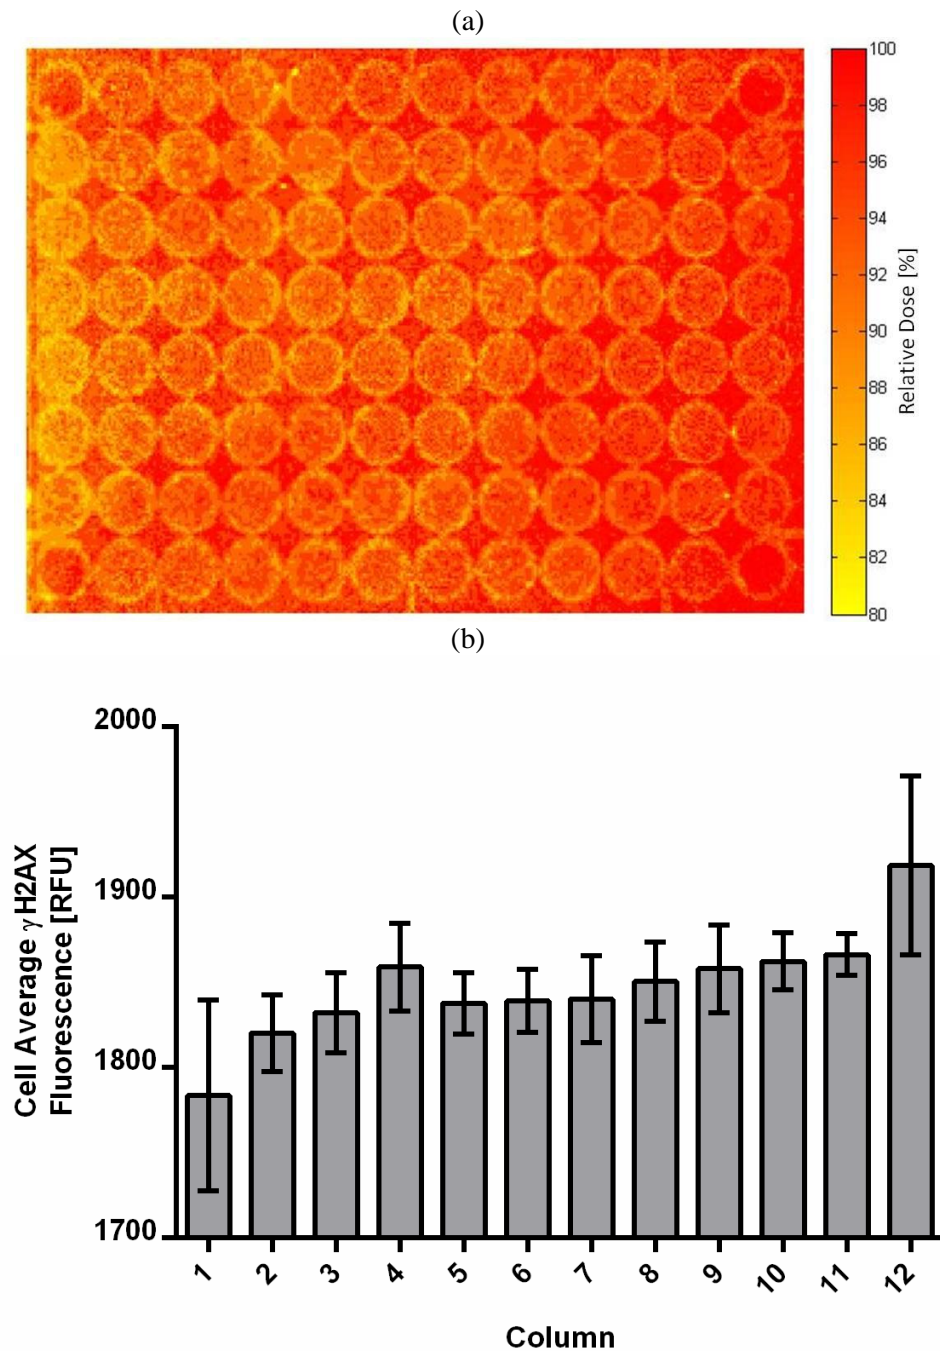 (a)
100
98
96
94
92
90
88
86
84
82
80
Relative Dose [%]
(b)
2000
1900
1800
1700
Cell Average γH2AX
Fluorescence [RFU]
1 2 3 4 5 6 7 8 9 10 11 12
Column